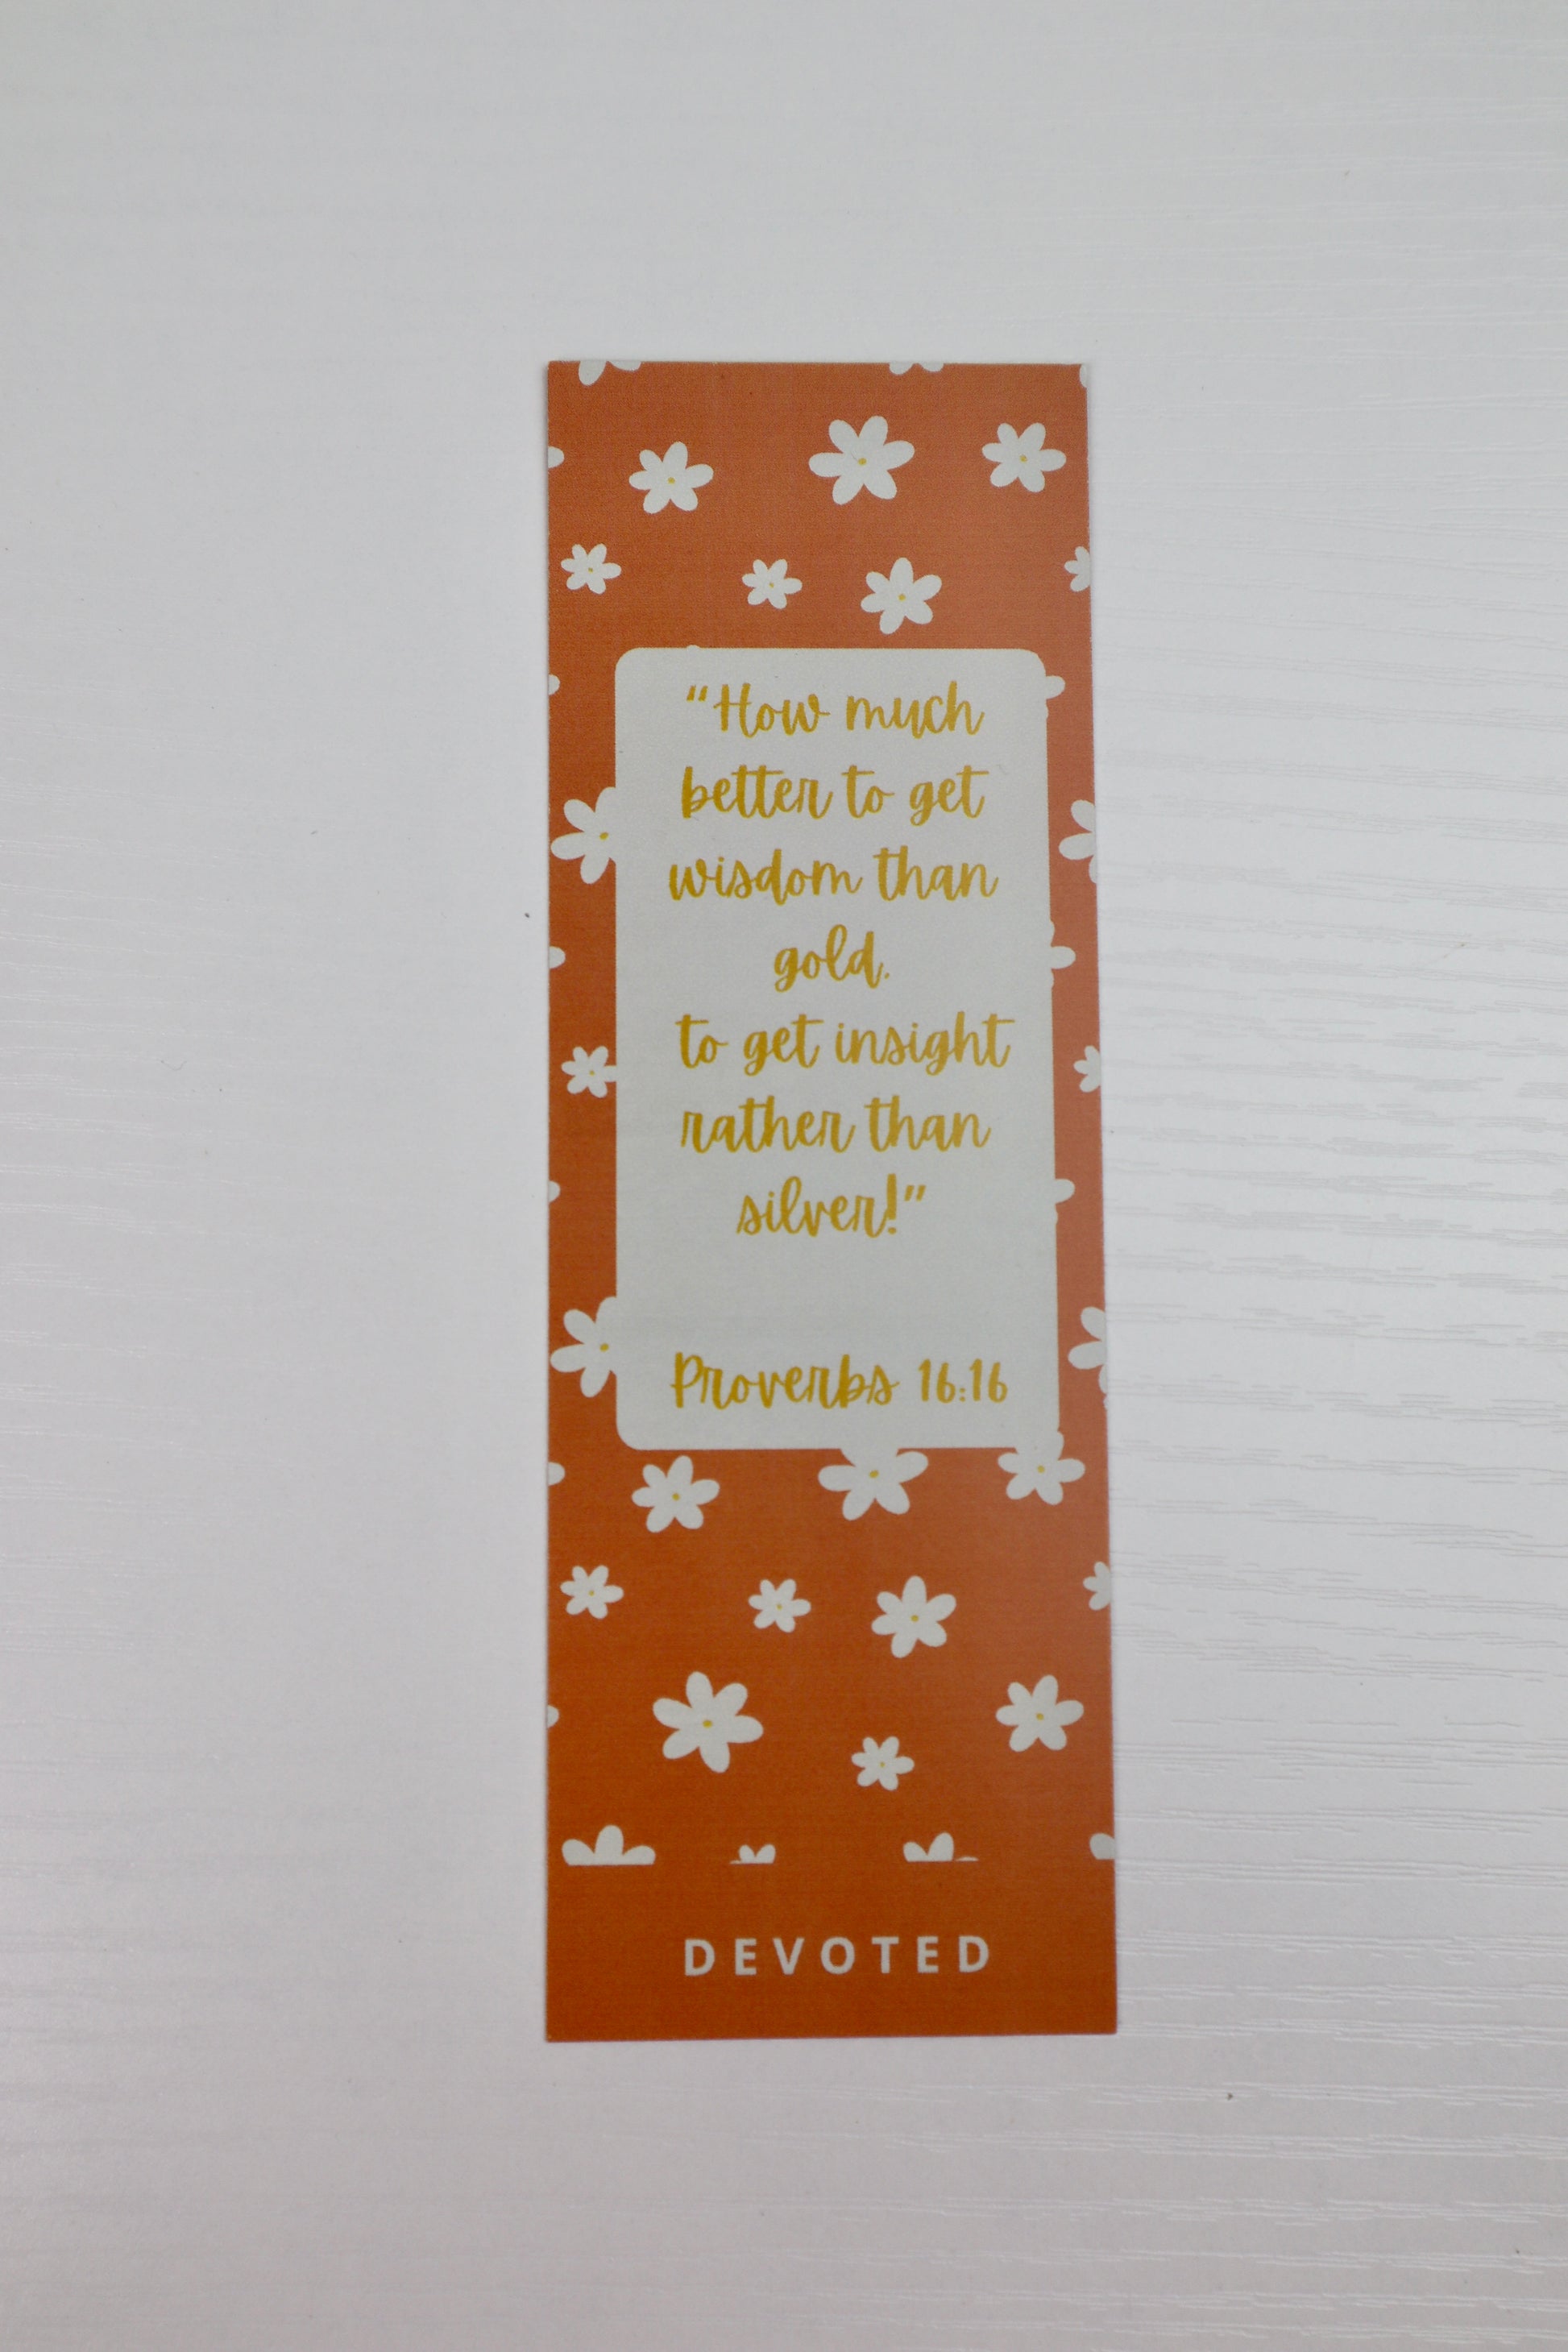 “How much
better to get
wisdom than
gold.
to get insight
rather than
silver!”
Proverbs 16:16
DEVOTED